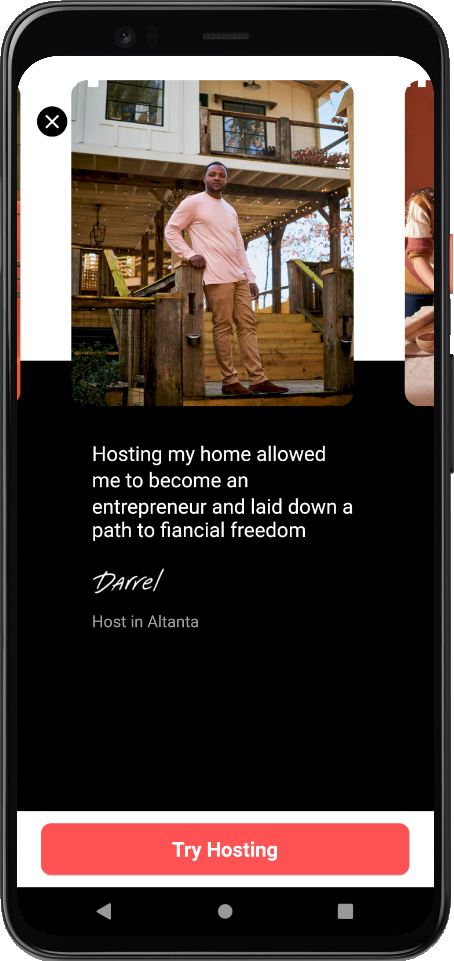 Hosting my home allowed
me to become an
entrepreneur and laid down a
path to fiancial freedom
Darrel
Host in Altanta
Try Hosting